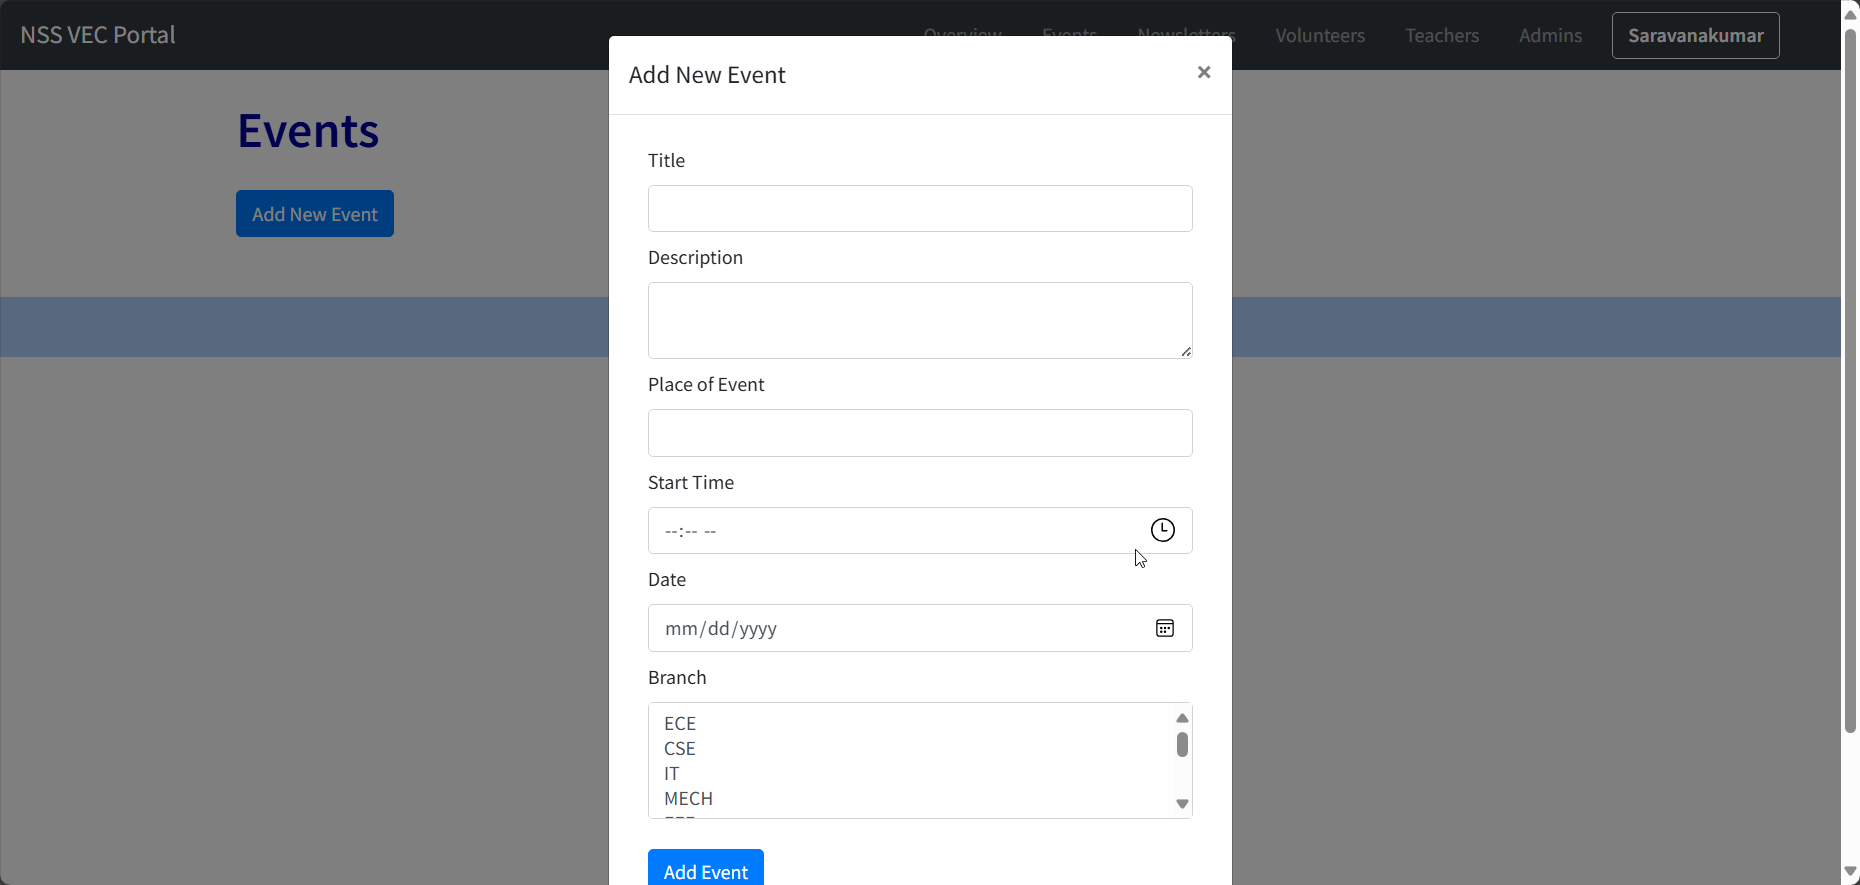 NSS VEC Portal
Overview Events Newsletters Volunteers Teachers Admins Saravanakumar
Add New Event
×
Events
Add New Event
Title
Description
Place of Event
Start Time
--:-- --
Date
mm/dd/yyyy
Branch
ECE
CSE
IT
MECH
Add Event